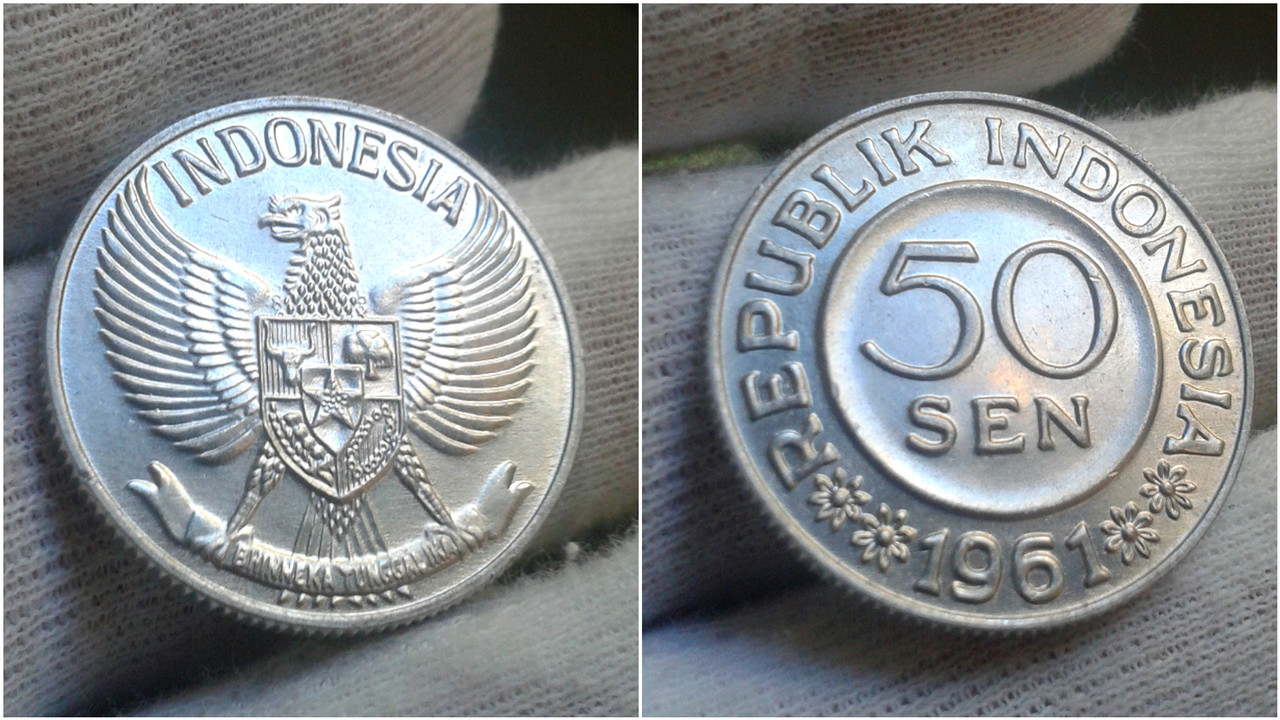 INDONESIA
BHINNEKA TUNGGAL IKA
REPUBLIK INDONESIA
50
SEN
1961